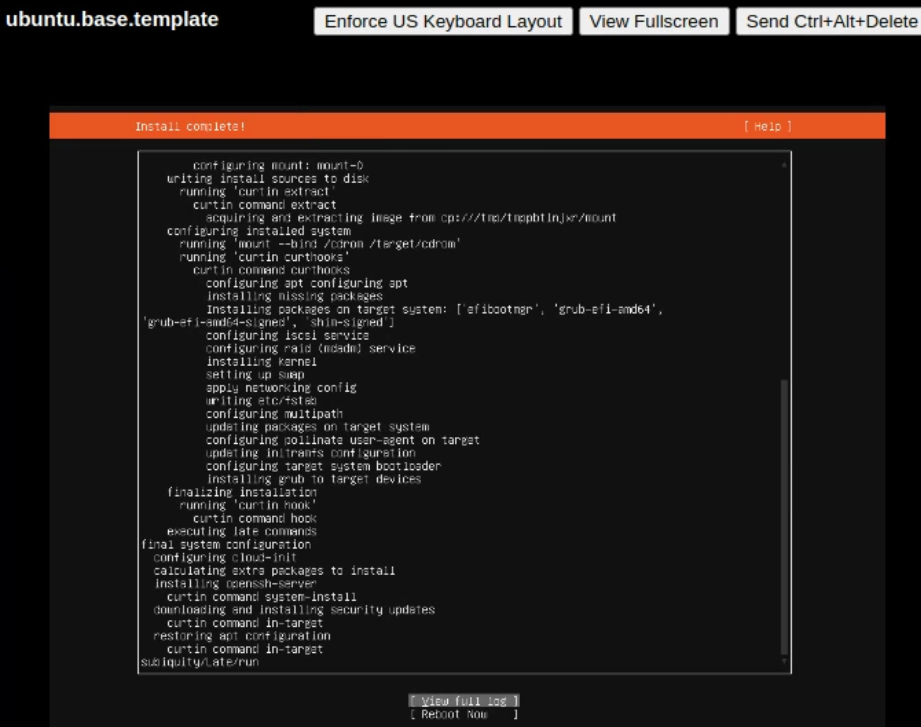 ubuntu.base.template
Enforce US Keyboard Layout
View Fullscreen
Send Ctrl+Alt+Delete
Install complete!
[ Help ]
configuring mount: mount-0
writing install sources to disk
running 'curtin extract'
curtin command extract
acquiring and extracting image from cp:///tmp/tmppbtlnjxr/mount
configuring installed system
running 'mount --bind /cdrom /target/cdrom'
running 'curtin curthooks'
curtin command curthooks
configuring apt configuring apt
installing missing packages
Installing packages on target system: ['efibootmgr', 'grub-efi-amd64',
'grub-efi-amd64-signed', 'shim-signed']
configuring iscsi service
configuring raid (mdadm) service
installing kernel
setting up swap
apply networking config
writing etc/fstab
configuring multipath
updating packages on target system
configuring pollinate user-agent on target
updating initramfs configuration
configuring target system bootloader
installing grub to target devices
finalizing installation
running 'curtin hook'
curtin command hook
executing late commands
final system configuration
configuring cloud-init
calculating extra packages to install
installing openssh-server
curtin command system-install
downloading and installing security updates
curtin command in-target
restoring apt configuration
curtin command in-target
subiquity/Late/run
[ View full log ]
[ Reboot Now ]